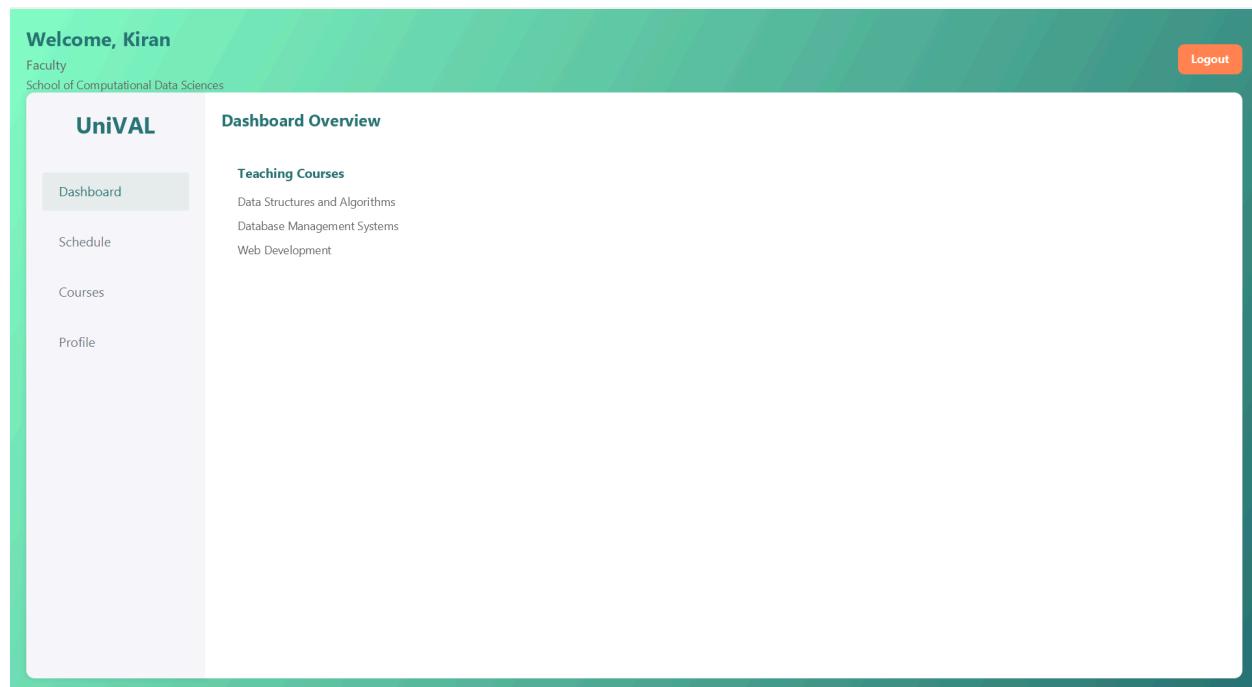 Welcome, Kiran
Faculty
School of Computational Data Sciences
Logout
UniVAL
Dashboard
Schedule
Courses
Profile
Dashboard Overview
Teaching Courses
Data Structures and Algorithms
Database Management Systems
Web Development